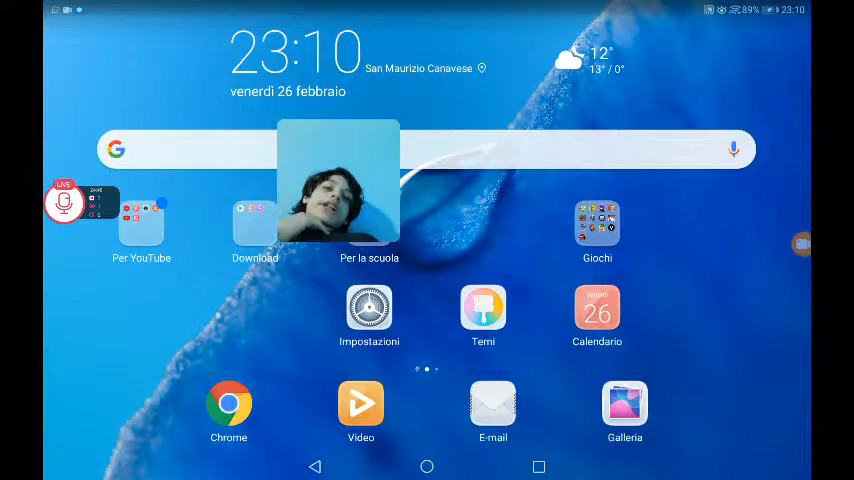 89% 23:10
23:10
San Maurizio Canavese
venerdì 26 febbraio
12°
13° / 0°
LIVE
Per YouTube
Download
Per la scuola
Giochi
Venerdì
26
Impostazioni
Temi
Calendario
Chrome
Video
E-mail
Galleria